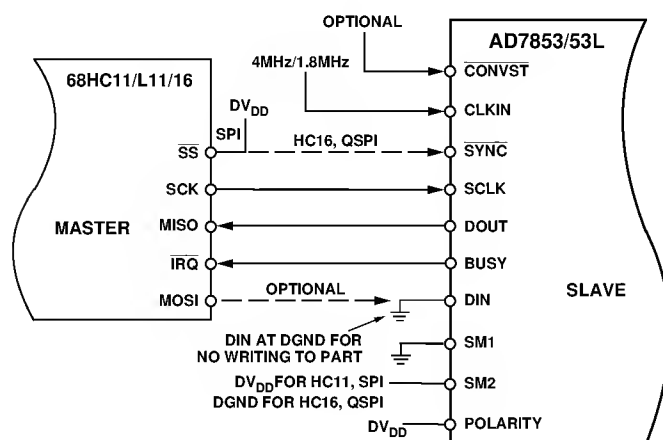 OPTIONAL
AD7853/53L
4MHz/1.8MHz
CONVST
68HC11/L11/16
DVDD
CLKIN
SPI
HC16, QSPI
SS
SYNC
SCK
SCLK
MASTER
MISO
DOUT
IRQ
BUSY
OPTIONAL
MOSI
DIN
SLAVE
DIN AT DGND FOR
NO WRITING TO PART
SM1
DVDD FOR HC11, SPI
DGND FOR HC16, QSPI
SM2
DVDD
POLARITY